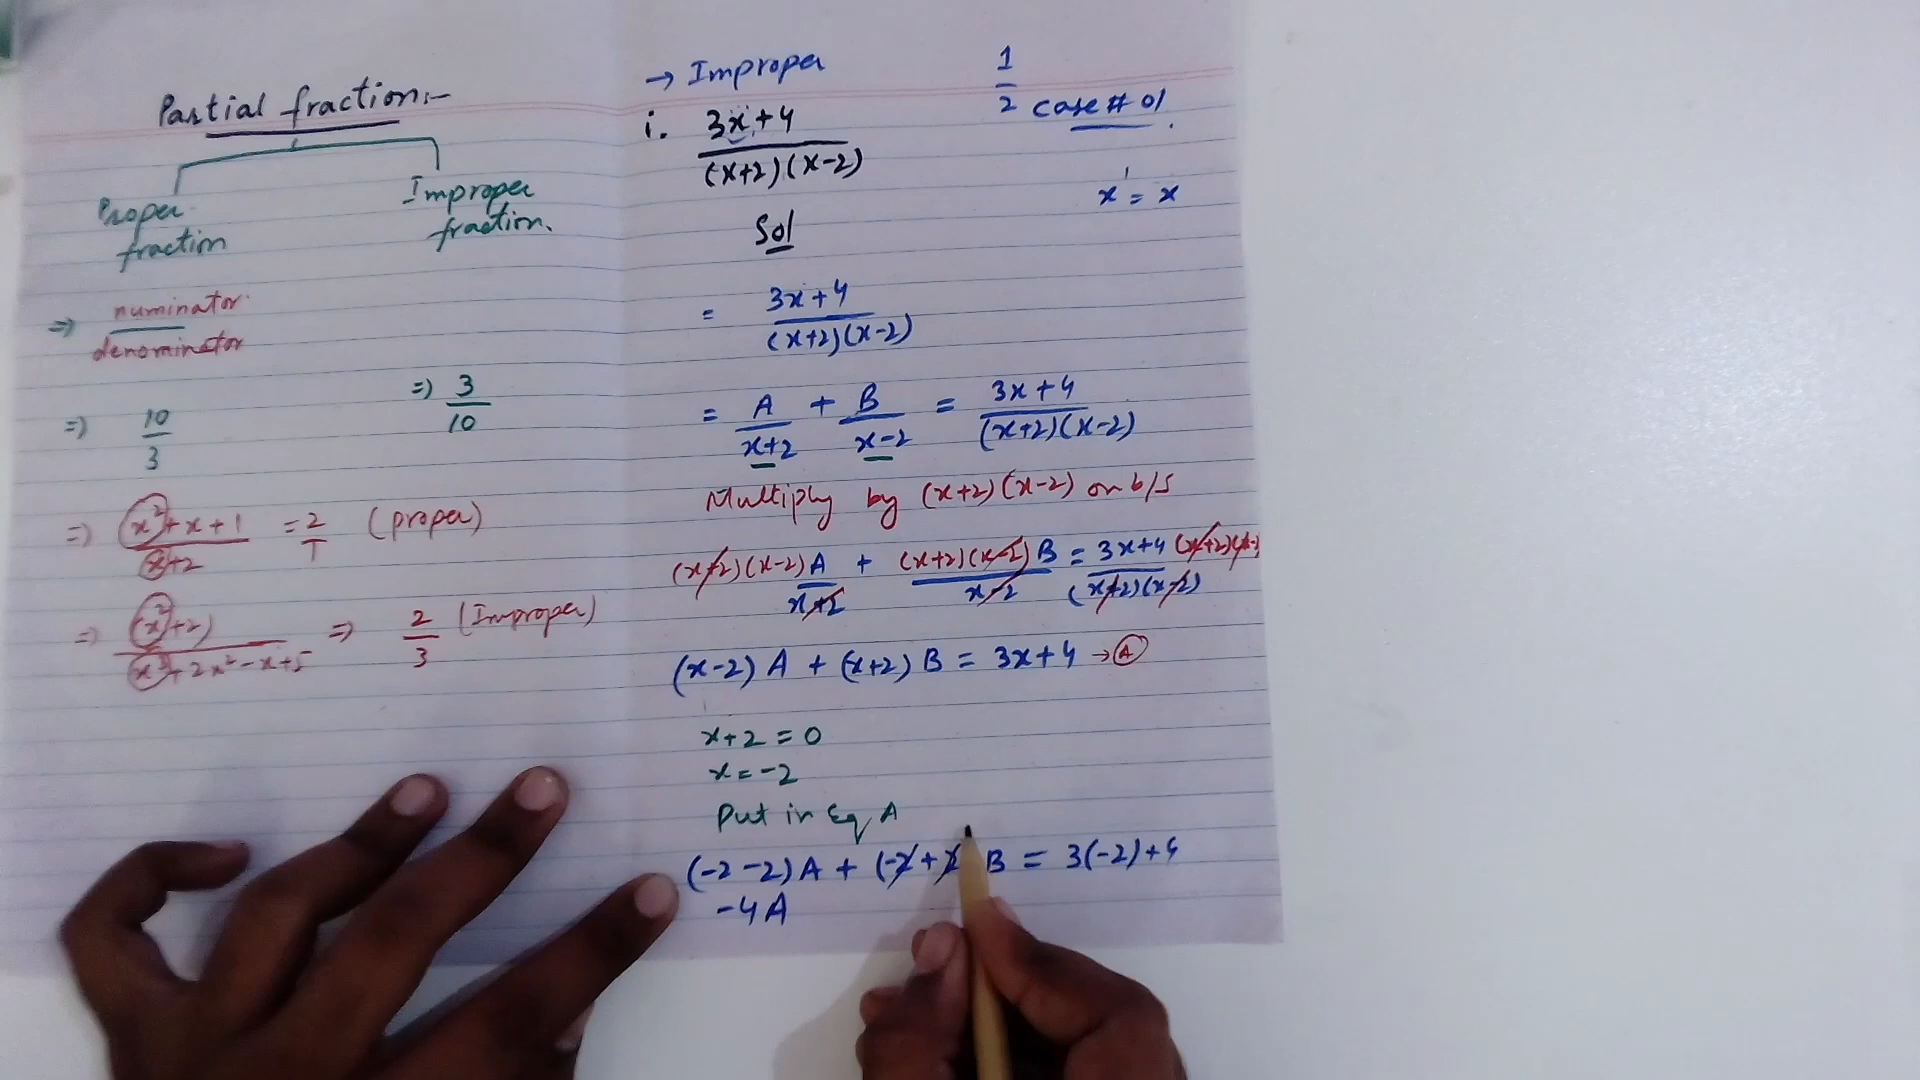 Partial fraction:-
Proper fraction
Improper fraction.
=> numinator
denominator
=> 10
3
=> 3
10
=> x²+x+1 = 2 (proper)
x+2 1
=> (x²+2) => 2 (Improper)
x³+2x²-x+5 3
→ Improper
1
2
case # 01.
i. 3x+4
(x+2)(x-2)
x' = x
Sol
= 3x+4
(x+2)(x-2)
= A + B = 3x+4
x+2 x-2 (x+2)(x-2)
Multiply by (x+2)(x-2) on b/s
(x+2)(x-2)A + (x+2)(x-2)B = 3x+4 (x+2)(x-2)
x+2 x-2 (x+2)(x-2)
(x-2)A + (x+2)B = 3x+4 → A
x+2=0
x=-2
Put in Eq A
(-2-2)A + (-2+2)B = 3(-2)+4
-4A